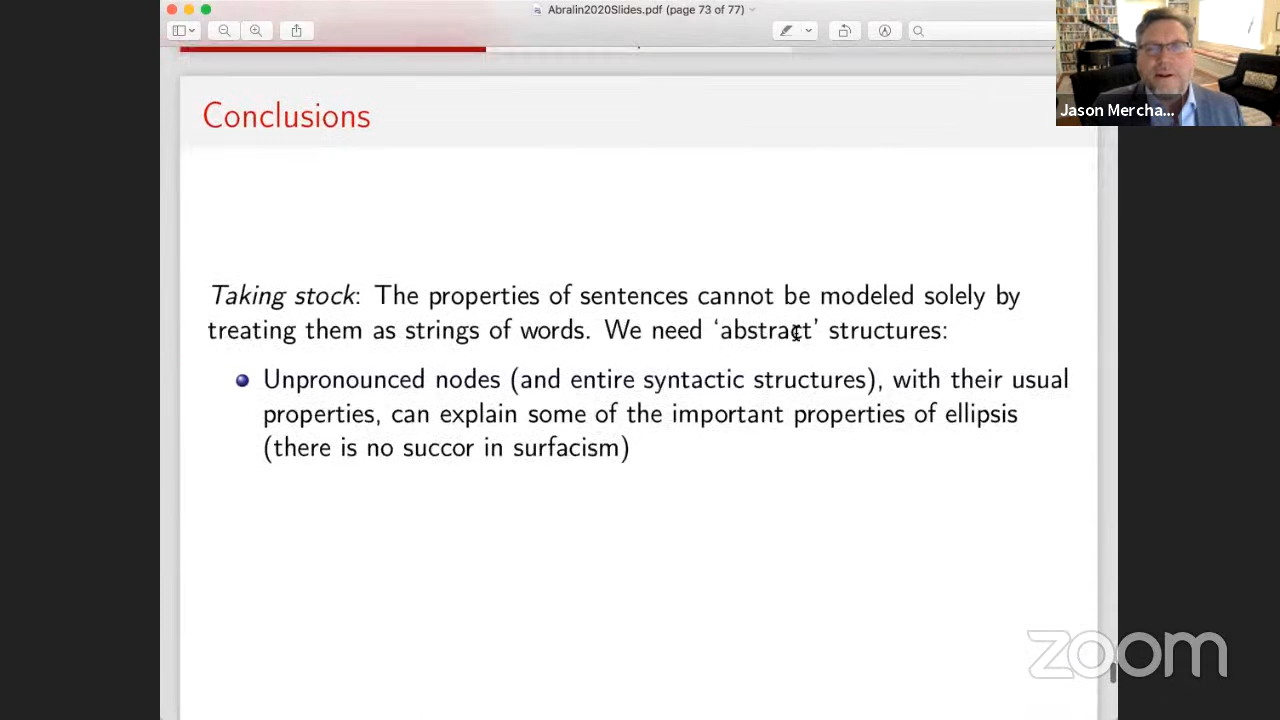 Abralin2020Slides.pdf (page 73 of 77)
Jason Mercha...
Conclusions
Taking stock: The properties of sentences cannot be modeled solely by
treating them as strings of words. We need ‘abstract’ structures:
Unpronounced nodes (and entire syntactic structures), with their usual
properties, can explain some of the important properties of ellipsis
(there is no succor in surfacism)
zoom